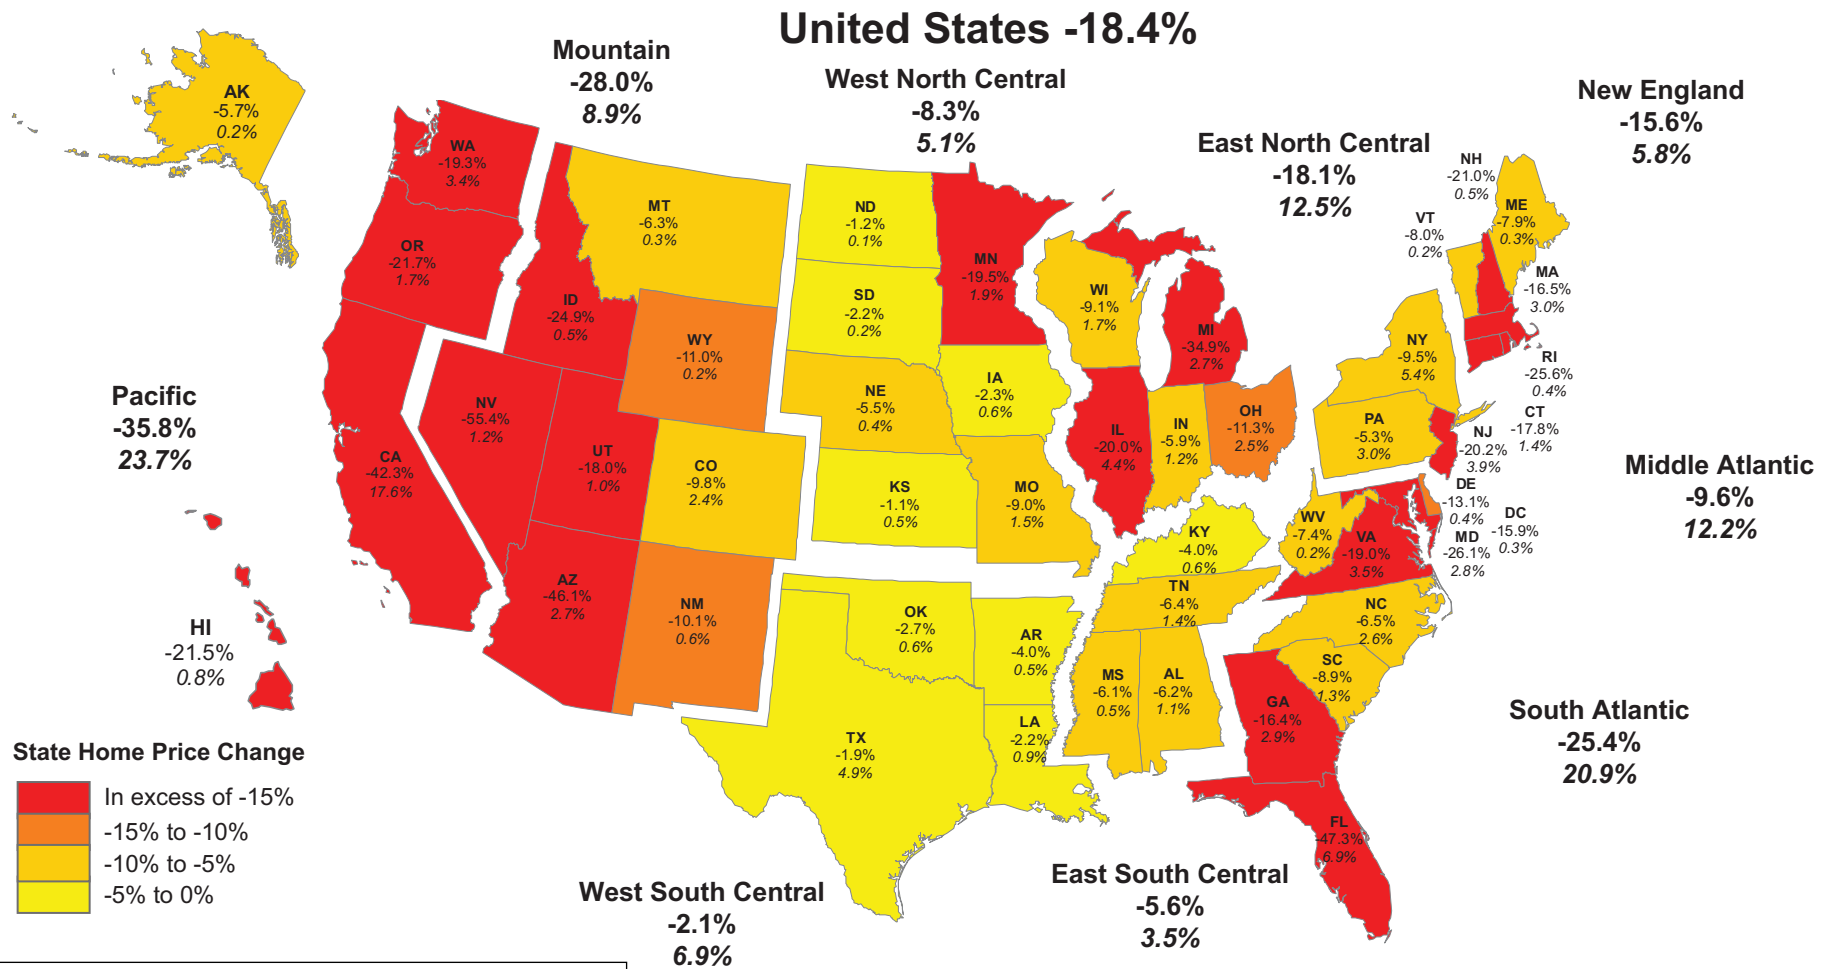 United States -18.4%
Mountain
-28.0%
8.9%
West North Central
-8.3%
5.1%
New England
-15.6%
5.8%
East North Central
-18.1%
12.5%
AK
-5.7%
0.2%
WA
-19.3%
3.4%
OR
-21.7%
1.7%
ID
-24.9%
0.5%
MT
-6.3%
0.3%
WY
-11.0%
0.2%
ND
-1.2%
0.1%
SD
-2.2%
0.2%
MN
-19.5%
1.9%
WI
-9.1%
1.7%
MI
-34.9%
2.7%
NH
-21.0%
0.5%
VT
-8.0%
0.2%
ME
-7.9%
0.3%
MA
-16.5%
3.0%
RI
-25.6%
0.4%
CT
-17.8%
1.4%
NY
-9.5%
5.4%
PA
-5.3%
3.0%
NJ
-20.2%
3.9%
DE
-13.1%
0.4%
DC
-15.9%
0.3%
MD
-26.1%
2.8%
Pacific
-35.8%
23.7%
CA
-42.3%
17.6%
NV
-55.4%
1.2%
UT
-18.0%
1.0%
CO
-9.8%
2.4%
NE
-5.5%
0.4%
IA
-2.3%
0.6%
KS
-1.1%
0.5%
MO
-9.0%
1.5%
IL
-20.0%
4.4%
IN
-5.9%
1.2%
OH
-11.3%
2.5%
Middle Atlantic
-9.6%
12.2%
KY
-4.0%
0.6%
WV
-7.4%
0.2%
VA
-19.0%
3.5%
AZ
-46.1%
2.7%
NM
-10.1%
0.6%
OK
-2.7%
0.6%
AR
-4.0%
0.5%
TN
-6.4%
1.4%
NC
-6.5%
2.6%
SC
-8.9%
1.3%
MS
-6.1%
0.5%
AL
-6.2%
1.1%
GA
-16.4%
2.9%
HI
-21.5%
0.8%
TX
-1.9%
4.9%
LA
-2.2%
0.9%
FL
-47.3%
6.9%
South Atlantic
-25.4%
20.9%
East South Central
-5.6%
3.5%
West South Central
-2.1%
6.9%
State Home Price Change
In excess of -15%
-15% to -10%
-10% to -5%
-5% to 0%